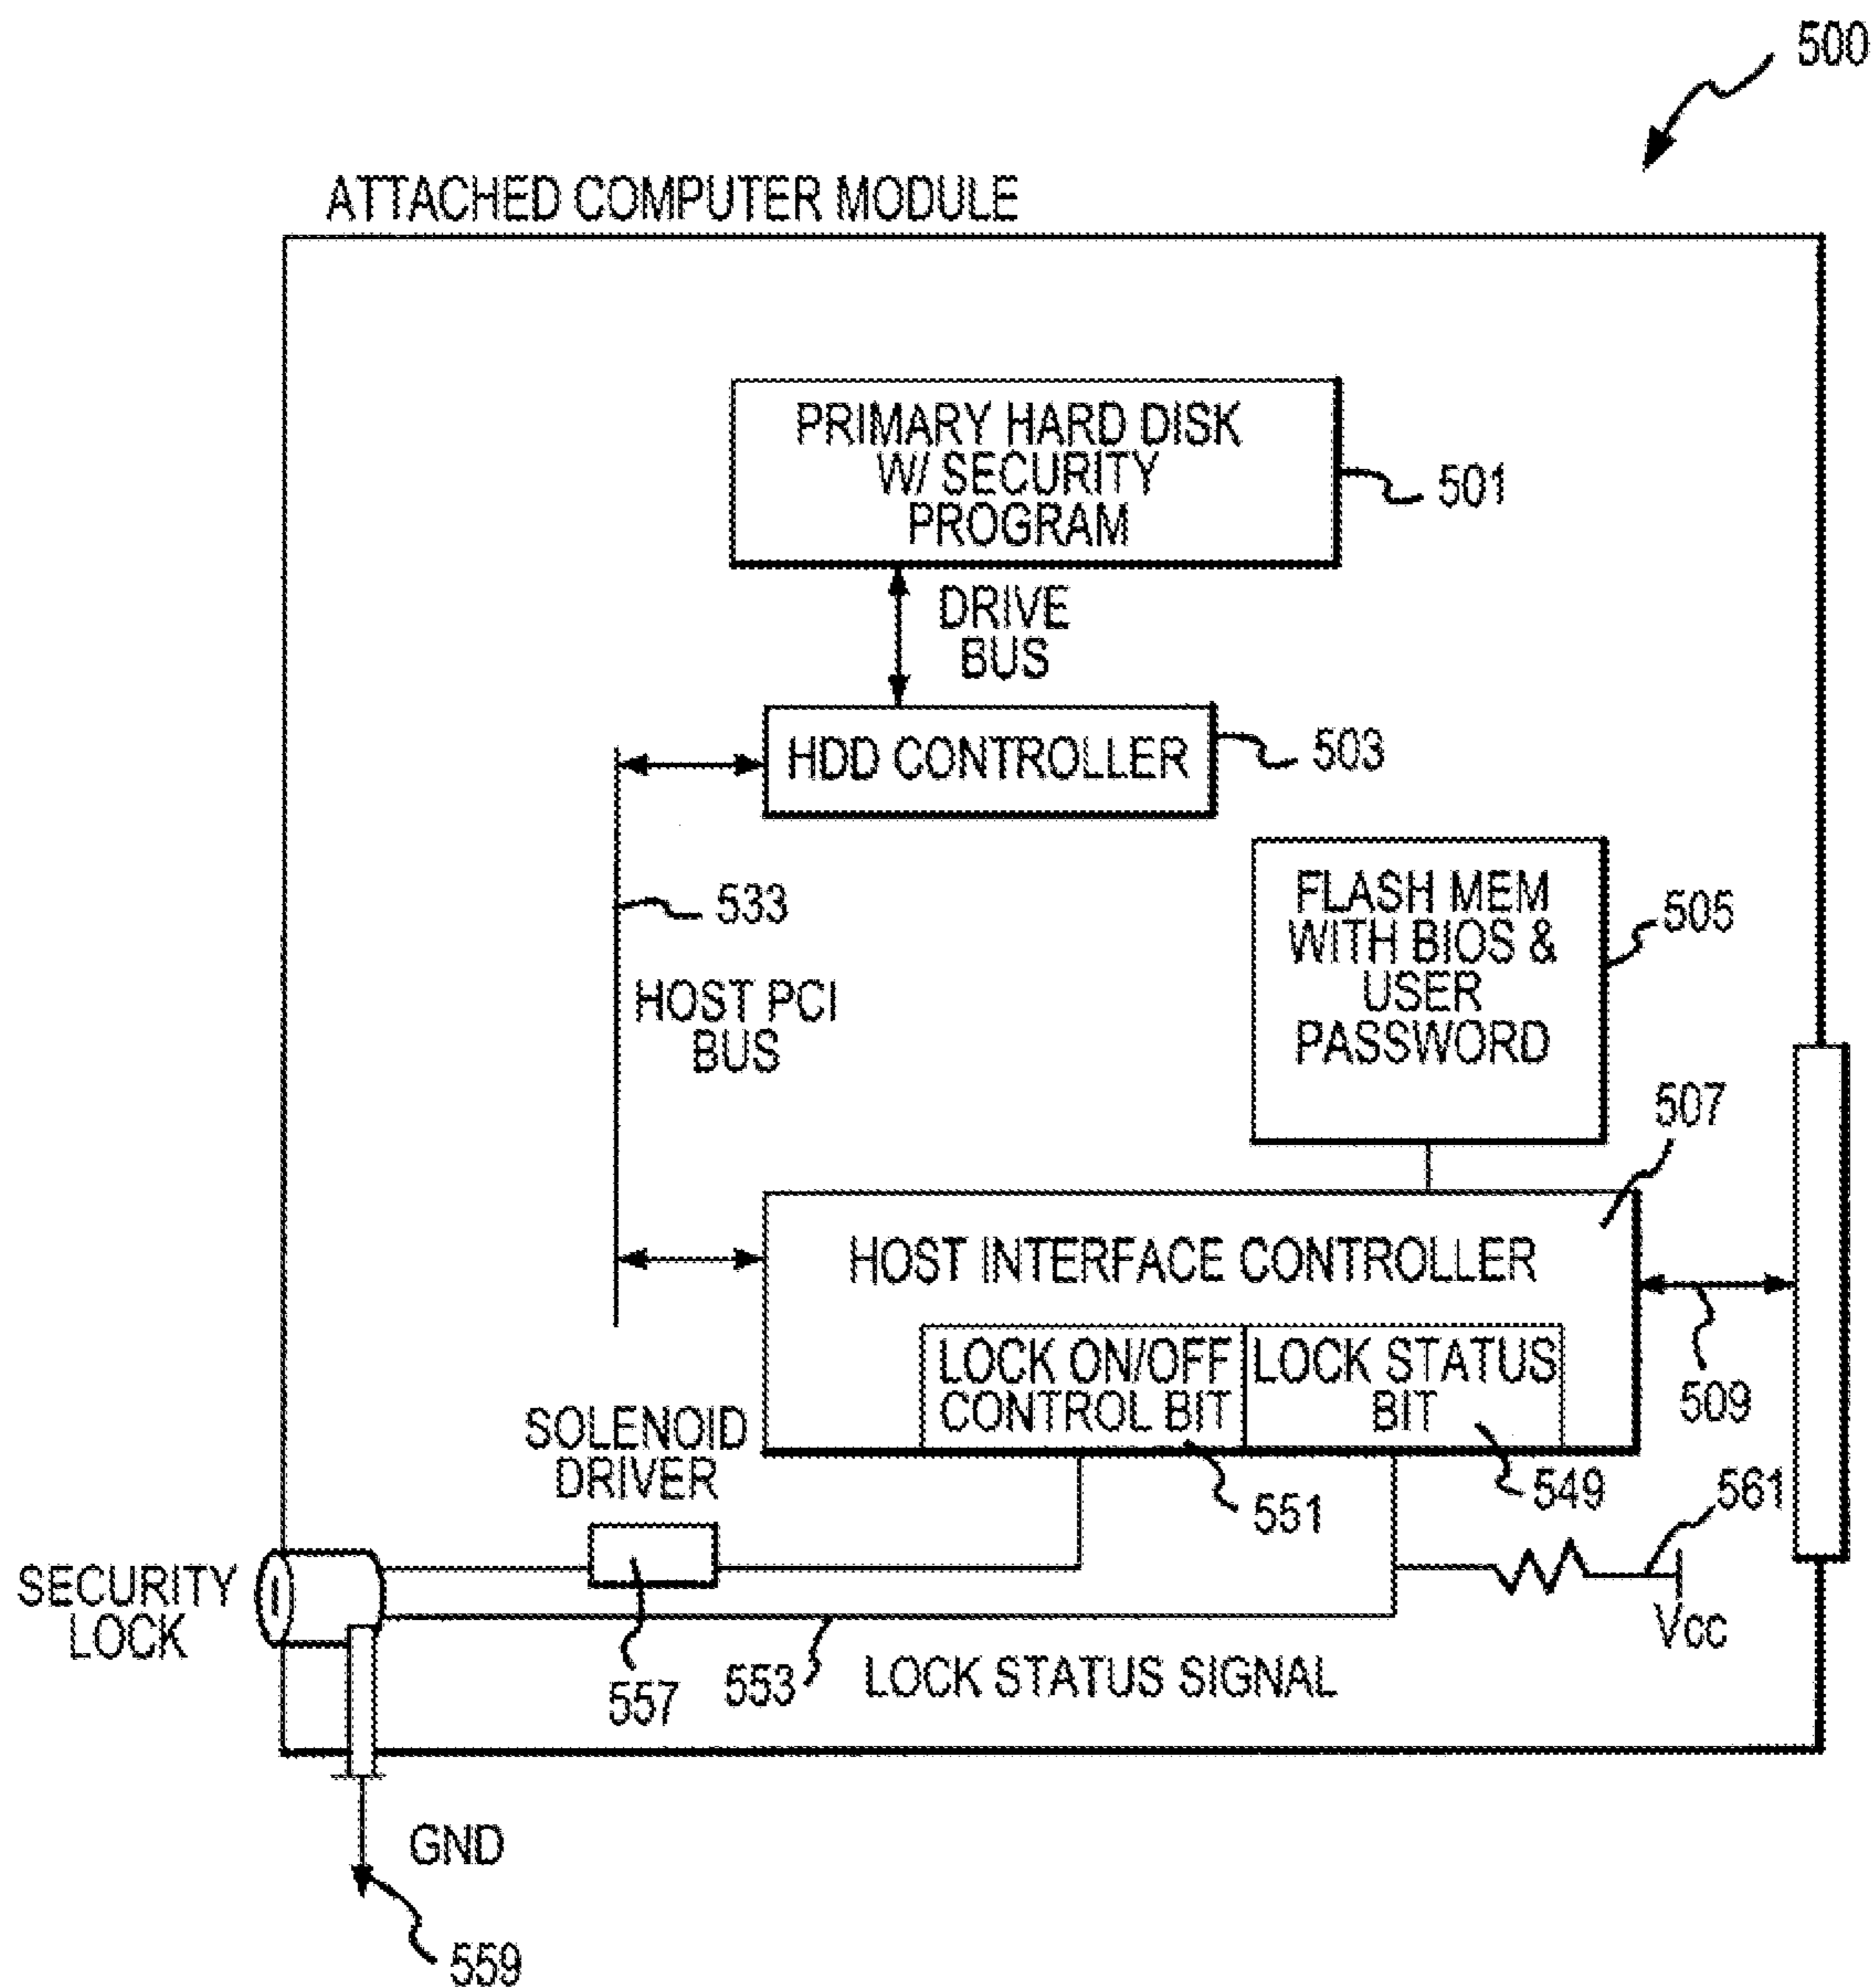 500
ATTACHED COMPUTER MODULE
PRIMARY HARD DISK
W/ SECURITY
PROGRAM
501
DRIVE
BUS
HDD CONTROLLER
503
533
HOST PCI
BUS
FLASH MEM
WITH BIOS &
USER
PASSWORD
505
507
HOST INTERFACE CONTROLLER
LOCK ON/OFF
CONTROL BIT
LOCK STATUS
BIT
509
SOLENOID
DRIVER
551
549
561
SECURITY
LOCK
Vcc
557
553
LOCK STATUS SIGNAL
GND
559